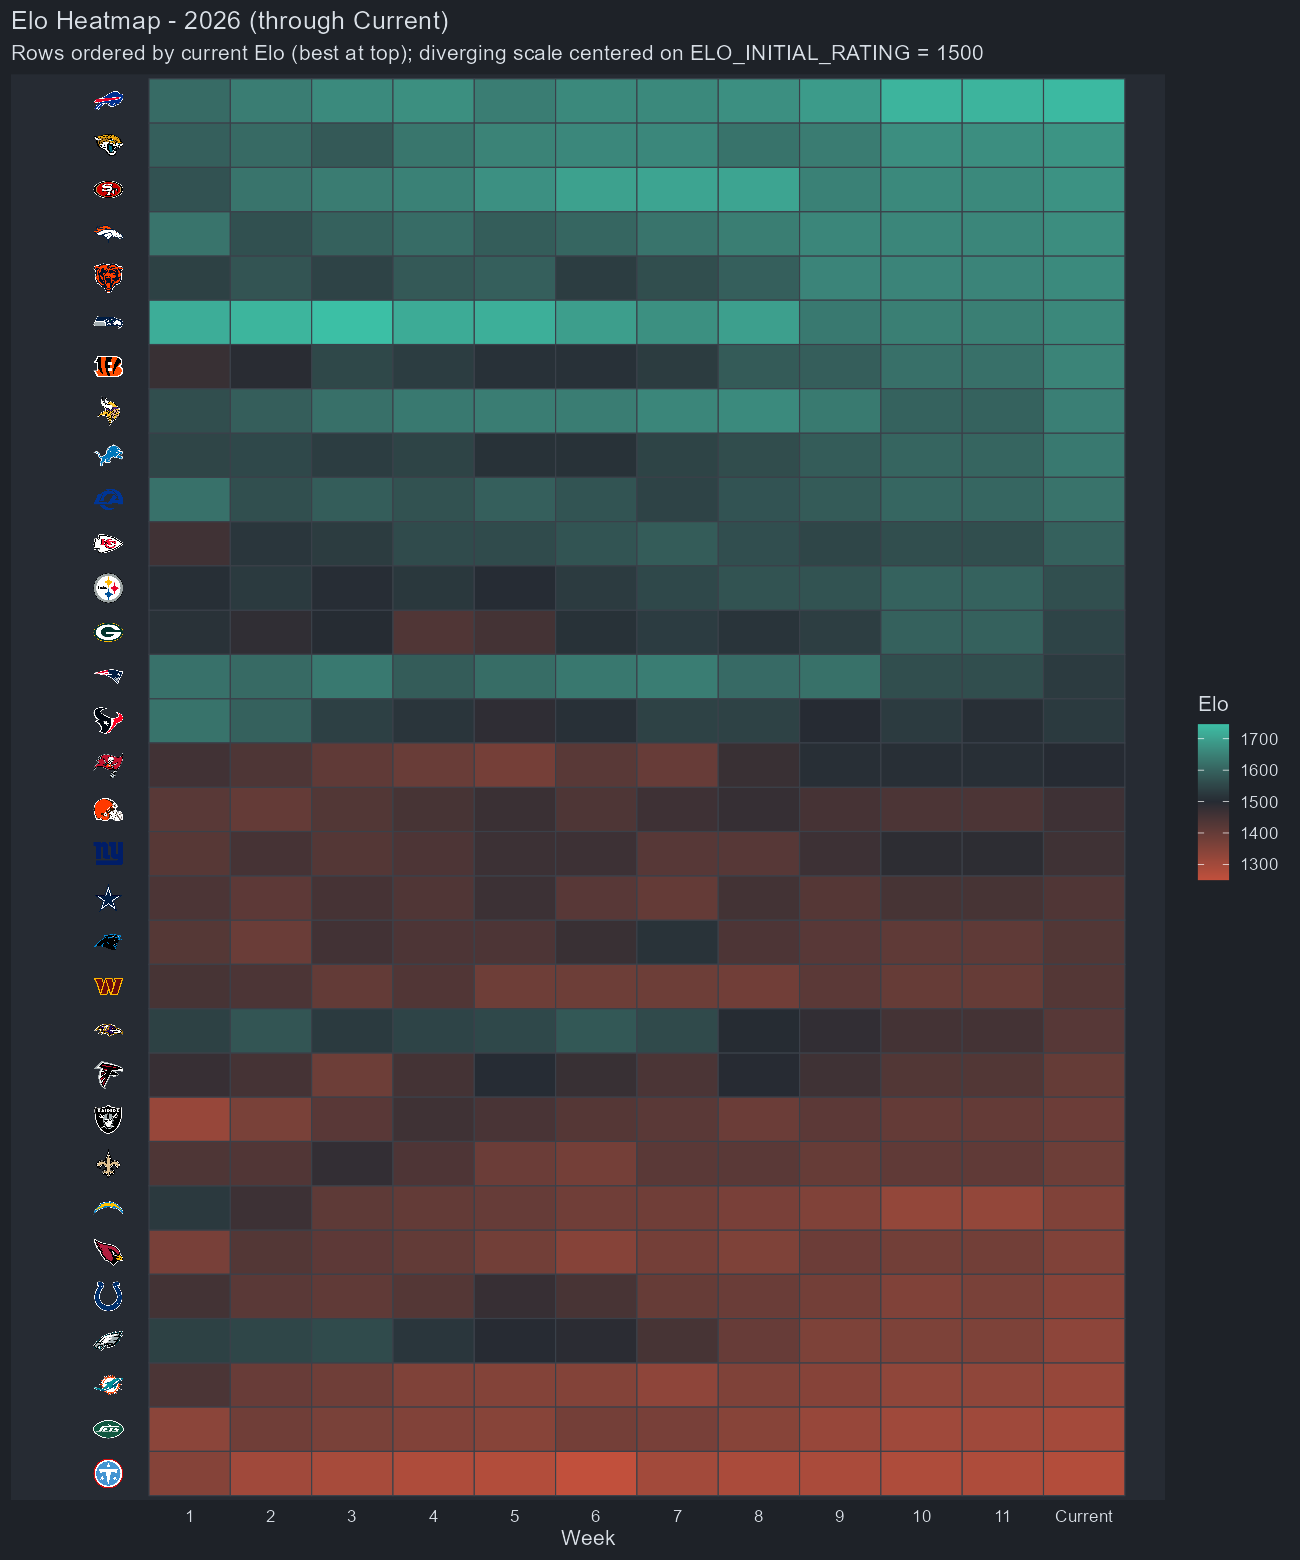 Elo Heatmap - 2026 (through Current)
Rows ordered by current Elo (best at top); diverging scale centered on ELO_INITIAL_RATING = 1500
Elo
1700
1600
1500
1400
1300
1 2 3 4 5 6 7 8 9 10 11 Current
Week